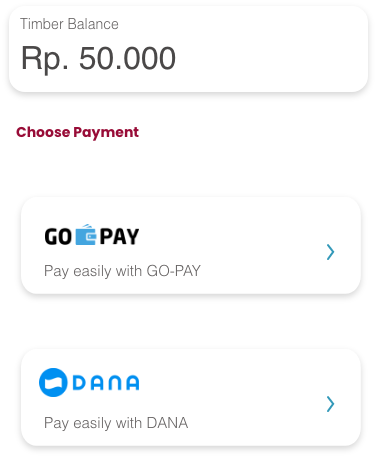 Timber Balance
Rp. 50.000
Choose Payment
GO PAY
Pay easily with GO-PAY
DANA
Pay easily with DANA